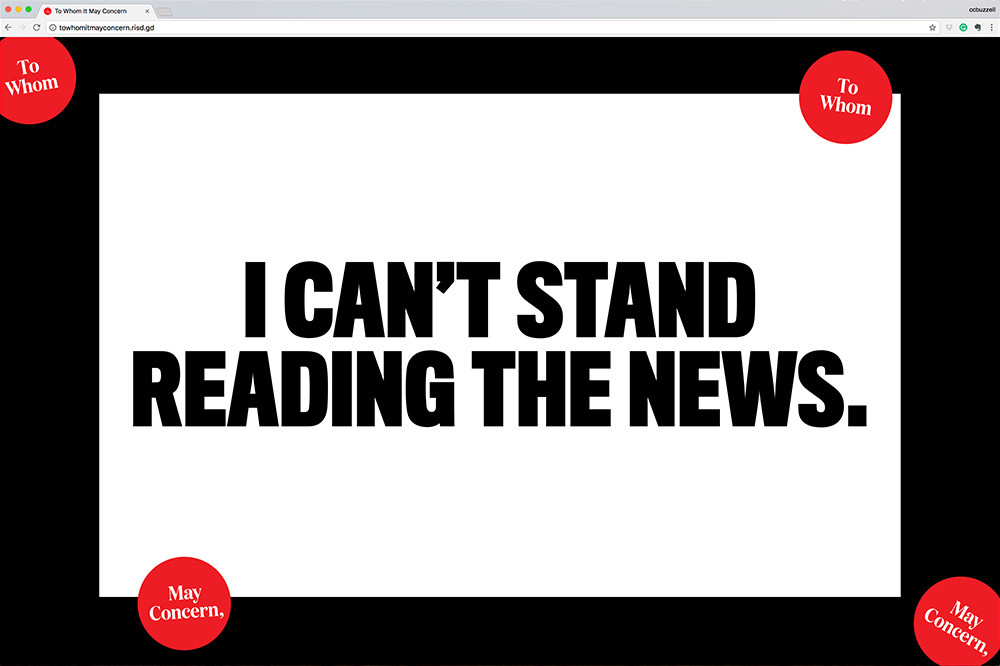 To Whom It May Concern
ccbuzzell
towhomitmayconcern.risd.gd
To
Whom
To
Whom
I CAN’T STAND
READING THE NEWS.
May
Concern,
May
Concern,